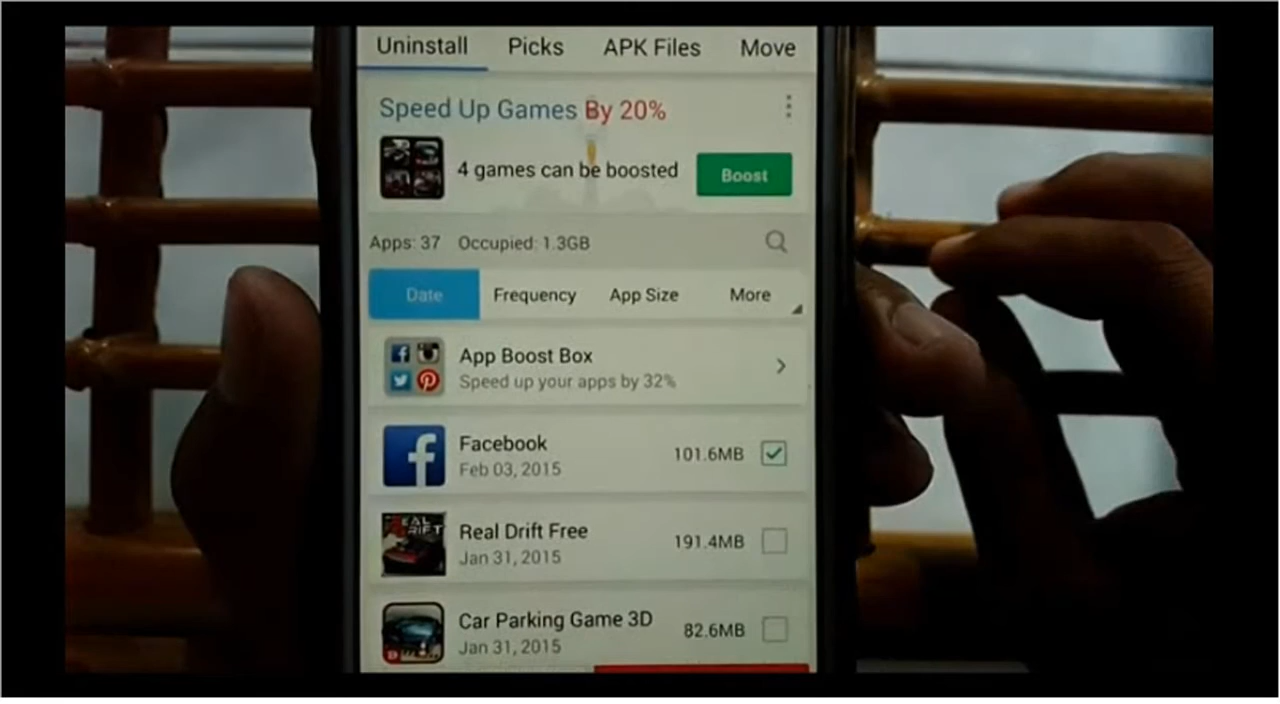 Uninstall Picks APK Files Move
Speed Up Games By 20%
4 games can be boosted Boost
Apps: 37 Occupied: 1.3GB
Date Frequency App Size More
App Boost Box
Speed up your apps by 32%
Facebook
Feb 03, 2015
101.6MB
REAL DRIFT
Real Drift Free
Jan 31, 2015
191.4MB
Car Parking Game 3D
Jan 31, 2015
82.6MB